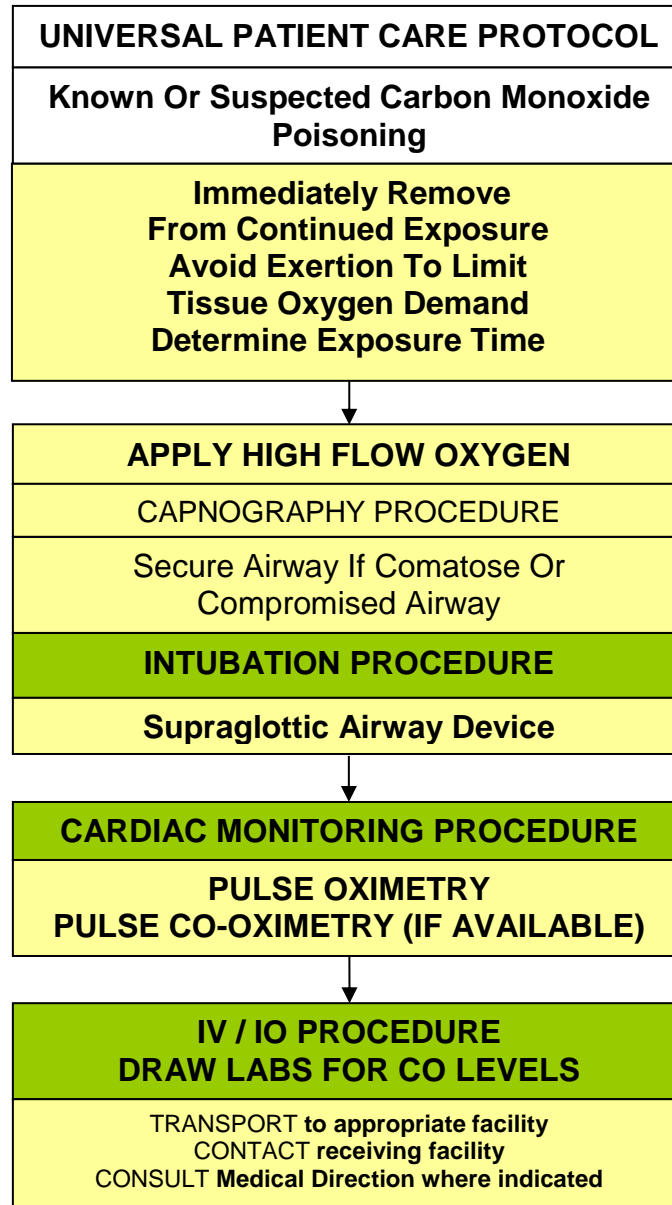 UNIVERSAL PATIENT CARE PROTOCOL
Known Or Suspected Carbon Monoxide
Poisoning
Immediately Remove
From Continued Exposure
Avoid Exertion To Limit
Tissue Oxygen Demand
Determine Exposure Time
APPLY HIGH FLOW OXYGEN
CAPNOGRAPHY PROCEDURE
Secure Airway If Comatose Or
Compromised Airway
INTUBATION PROCEDURE
Supraglottic Airway Device
CARDIAC MONITORING PROCEDURE
PULSE OXIMETRY
PULSE CO-OXIMETRY (IF AVAILABLE)
IV / IO PROCEDURE
DRAW LABS FOR CO LEVELS
TRANSPORT to appropriate facility
CONTACT receiving facility
CONSULT Medical Direction where indicated